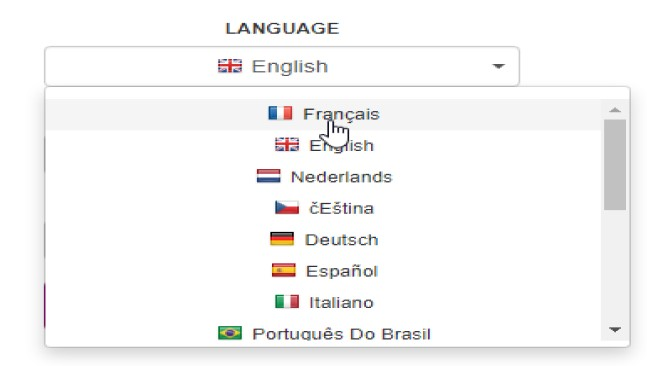 LANGUAGE
English
Français
English
Nederlands
čEština
Deutsch
Español
Italiano
Português Do Brasil